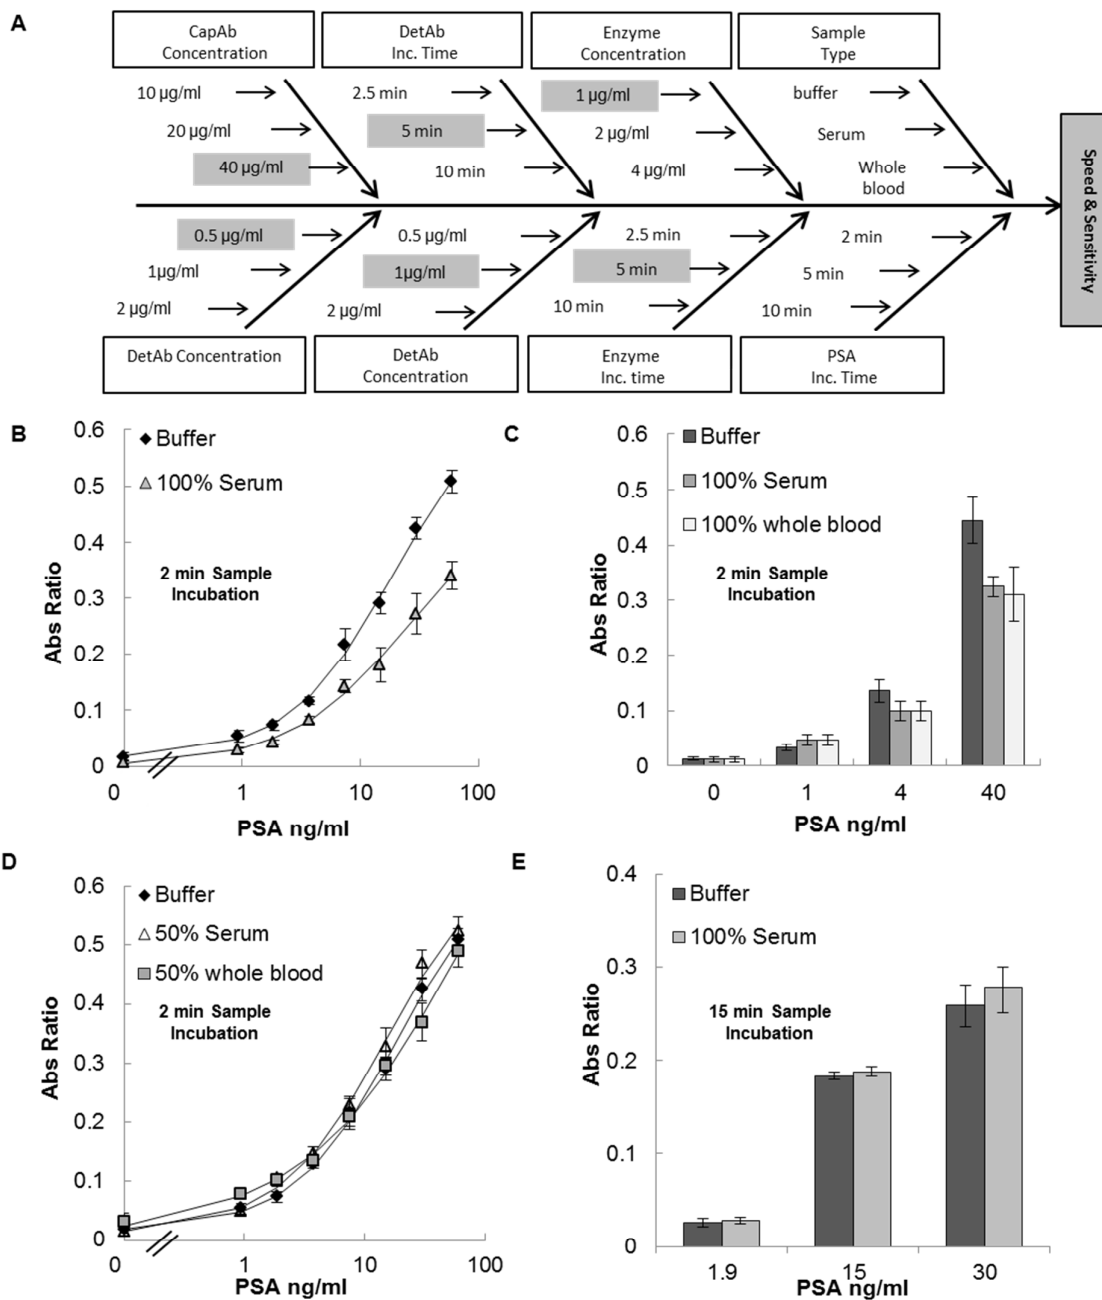 A
CapAb
Concentration
DetAb
Inc. Time
Enzyme
Concentration
Sample
Type
10 µg/ml
20 µg/ml
40 µg/ml
2.5 min
5 min
10 min
1 µg/ml
2 µg/ml
4 µg/ml
buffer
Serum
Whole
blood
Speed & Sensitivity
0.5 µg/ml
1µg/ml
2 µg/ml
0.5 µg/ml
1µg/ml
2 µg/ml
2.5 min
5 min
10 min
2 min
5 min
10 min
DetAb Concentration
DetAb
Concentration
Enzyme
Inc. time
PSA
Inc. Time
B
Abs Ratio
0.6
0.5
0.4
0.3
0.2
0.1
0
Buffer
100% Serum
2 min Sample
Incubation
0 1 10 100
PSA ng/ml
C
Abs Ratio
0.6
0.5
0.4
0.3
0.2
0.1
0
Buffer
100% Serum
100% whole blood
2 min Sample
Incubation
0 1 4 40
PSA ng/ml
D
Abs Ratio
0.6
0.5
0.4
0.3
0.2
0.1
0
Buffer
50% Serum
50% whole blood
2 min Sample
Incubation
0 1 10 100
PSA ng/ml
E
Abs Ratio
0.4
0.3
0.2
0.1
0
Buffer
100% Serum
15 min Sample
Incubation
1.9 15 30
PSA ng/ml